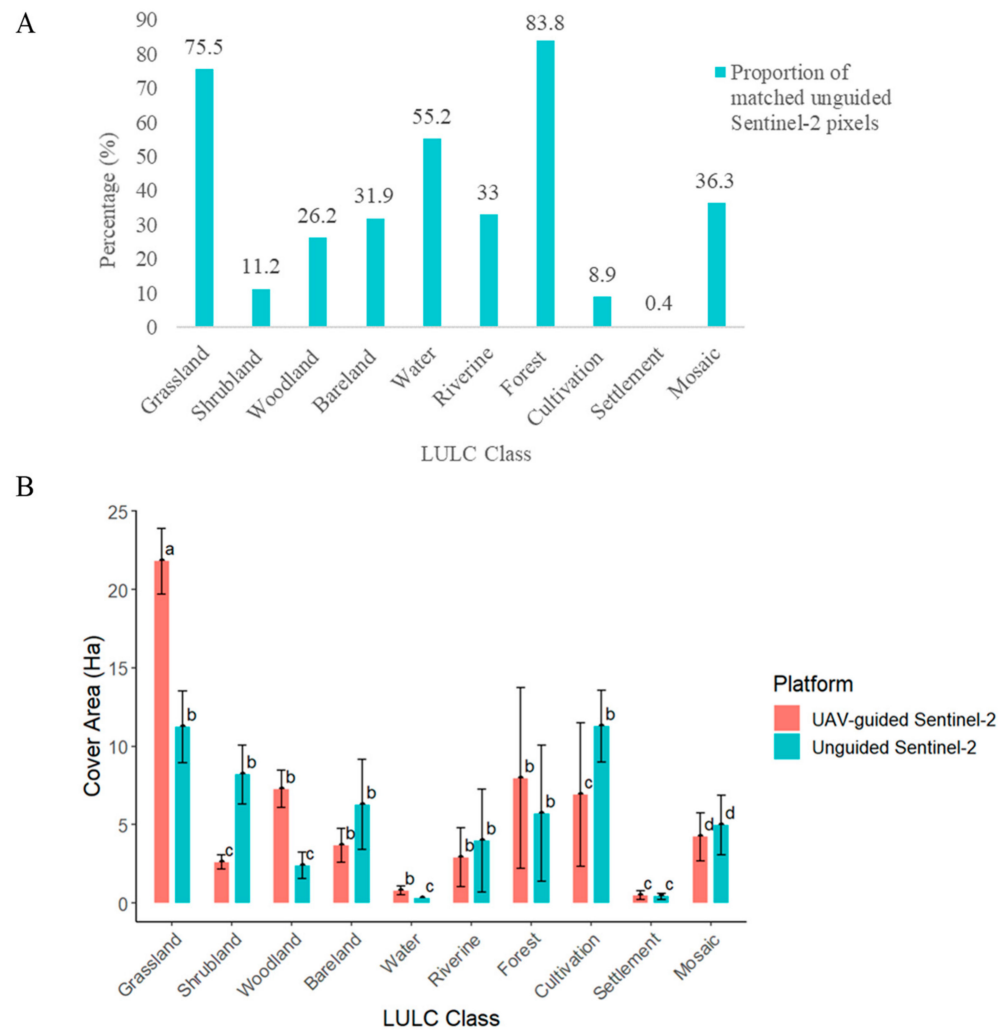 A
90
80
70
60
50
40
30
20
10
0
Percentage (%)
75.5
11.2
26.2
31.9
55.2
33
83.8
8.9
0.4
36.3
Proportion of
matched unguided
Sentinel-2 pixels
Grassland
Shrubland
Woodland
Bareland
Water
Riverine
Forest
Cultivation
Settlement
Mosaic
LULC Class
B
25
20
15
10
5
0
Cover Area (Ha)
a
b
c
b
b
c
b
b
b
c
b
b
b
b
c
b
c
c
d
d
Platform
UAV-guided Sentinel-2
Unguided Sentinel-2
Grassland
Shrubland
Woodland
Bareland
Water
Riverine
Forest
Cultivation
Settlement
Mosaic
LULC Class